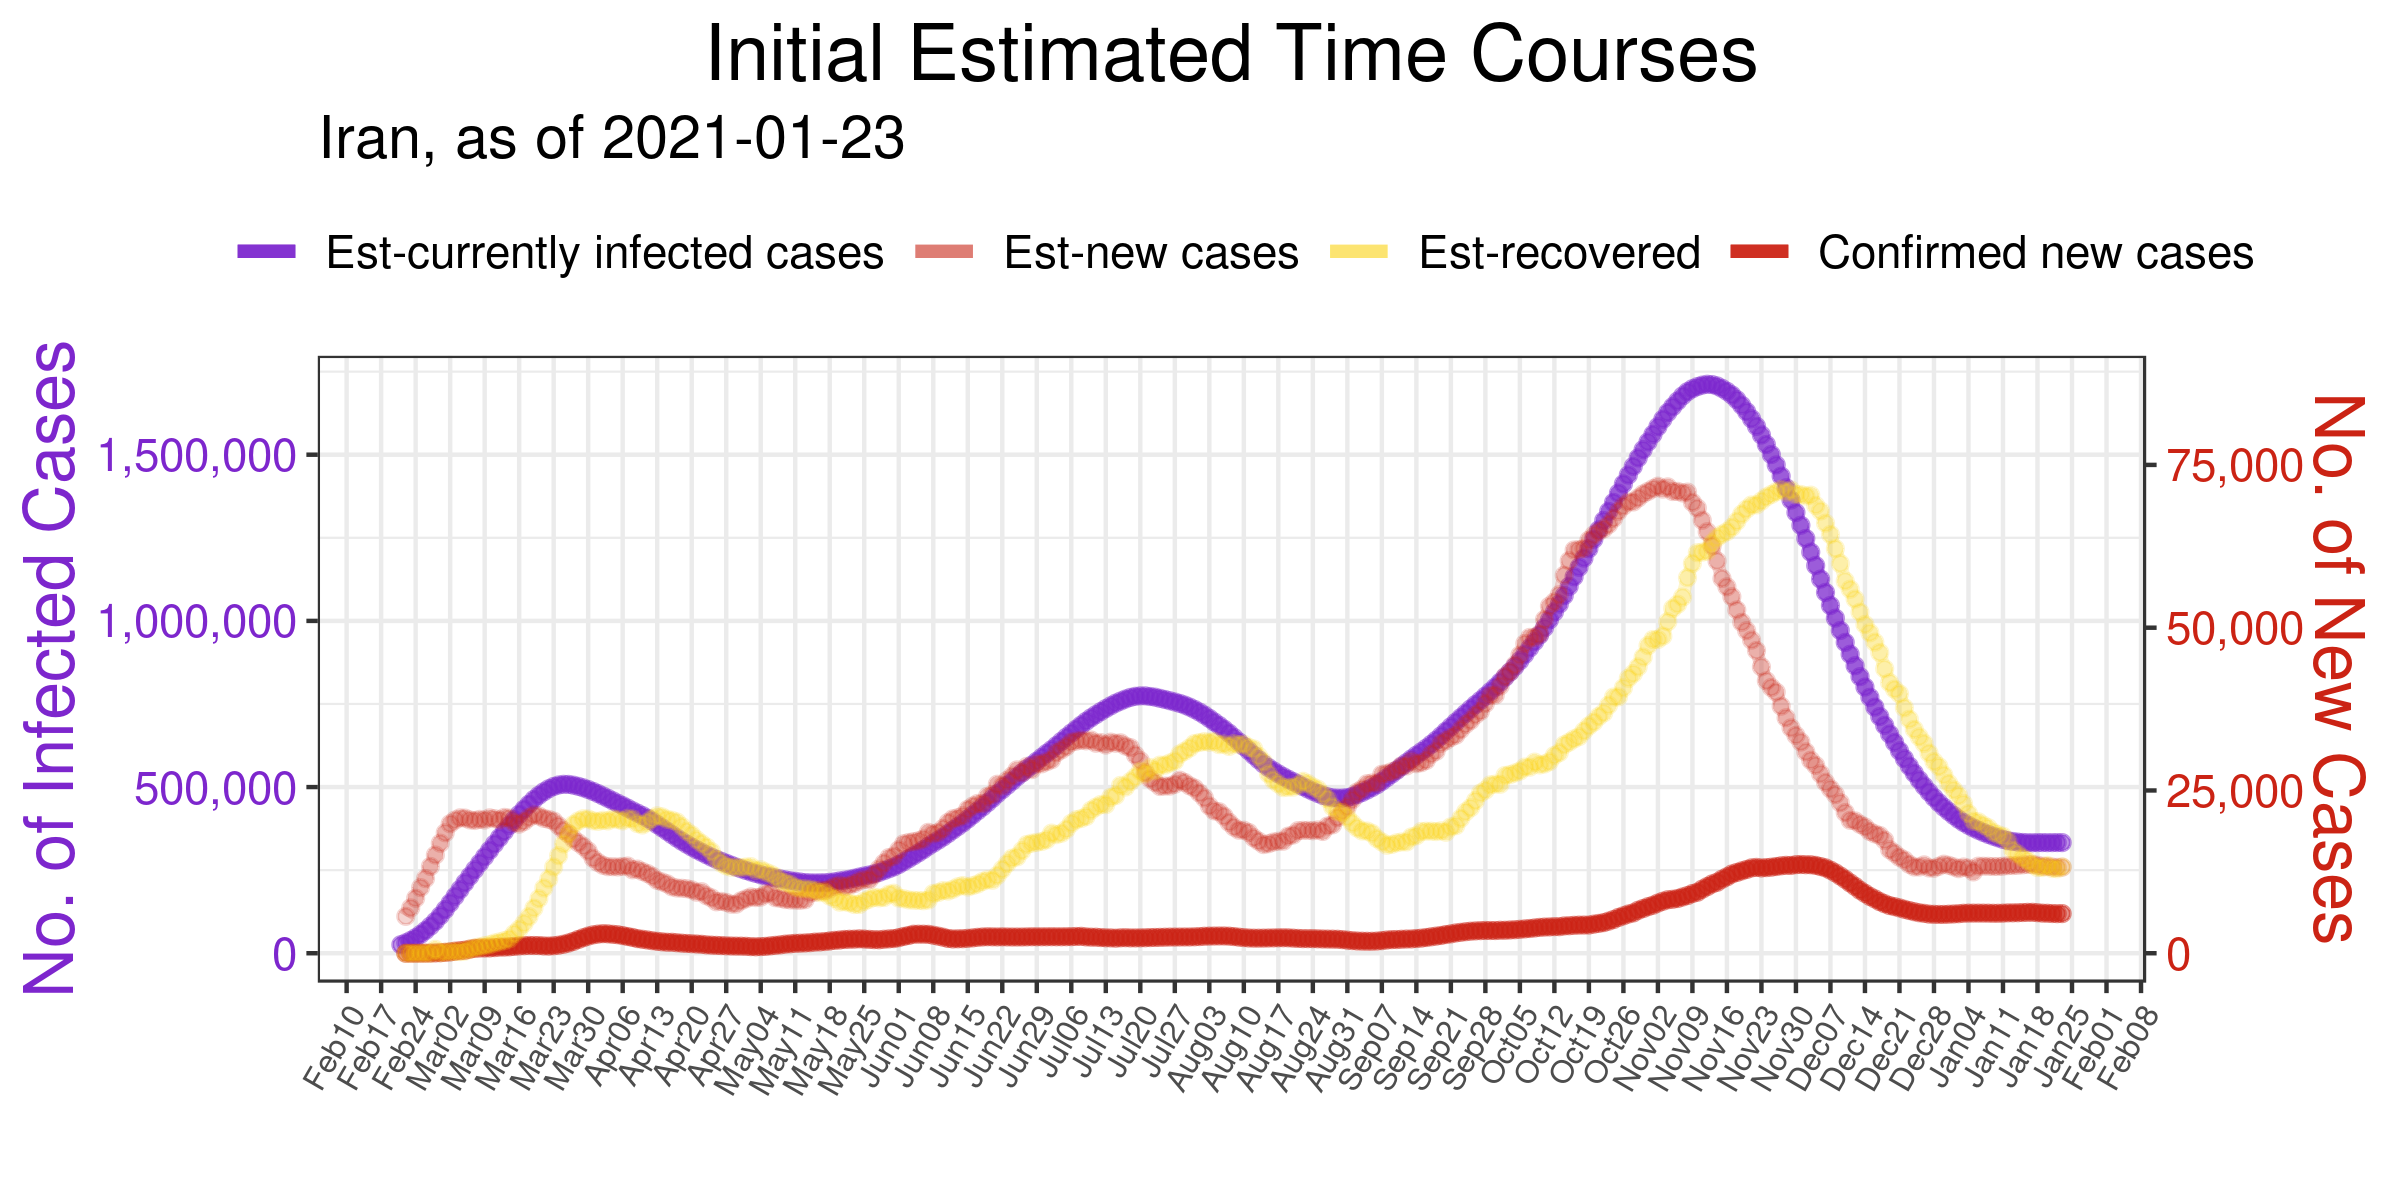 Initial Estimated Time Courses
Iran, as of 2021-01-23
Est-currently infected cases Est-new cases Est-recovered Confirmed new cases
No. of Infected Cases
1,500,000
1,000,000
500,000
0
75,000
50,000
25,000
0
No. of New Cases
Feb10 Feb17 Feb24 Mar02 Mar09 Mar16 Mar23 Mar30 Apr06 Apr13 Apr20 Apr27 May04 May11 May18 May25 Jun01 Jun08 Jun15 Jun22 Jun29 Jul06 Jul13 Jul20 Jul27 Aug03 Aug10 Aug17 Aug24 Aug31 Sep07 Sep14 Sep21 Sep28 Oct05 Oct12 Oct19 Oct26 Nov02 Nov09 Nov16 Nov23 Nov30 Dec07 Dec14 Dec21 Dec28 Jan04 Jan11 Jan18 Jan25 Feb01 Feb08